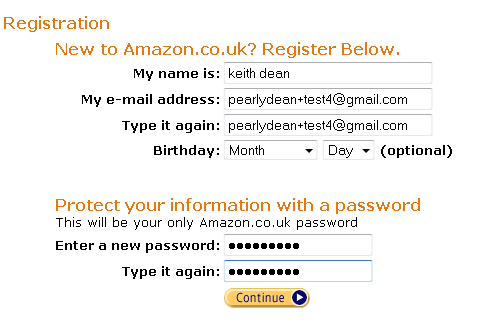 Registration
New to Amazon.co.uk? Register Below.
My name is: keith dean
My e-mail address: pearlydean+test4@gmail.com
Type it again: pearlydean+test4@gmail.com
Birthday: Month Day (optional)
Protect your information with a password
This will be your only Amazon.co.uk password
Enter a new password: ●●●●●●●●●
Type it again: ●●●●●●●●●
Continue